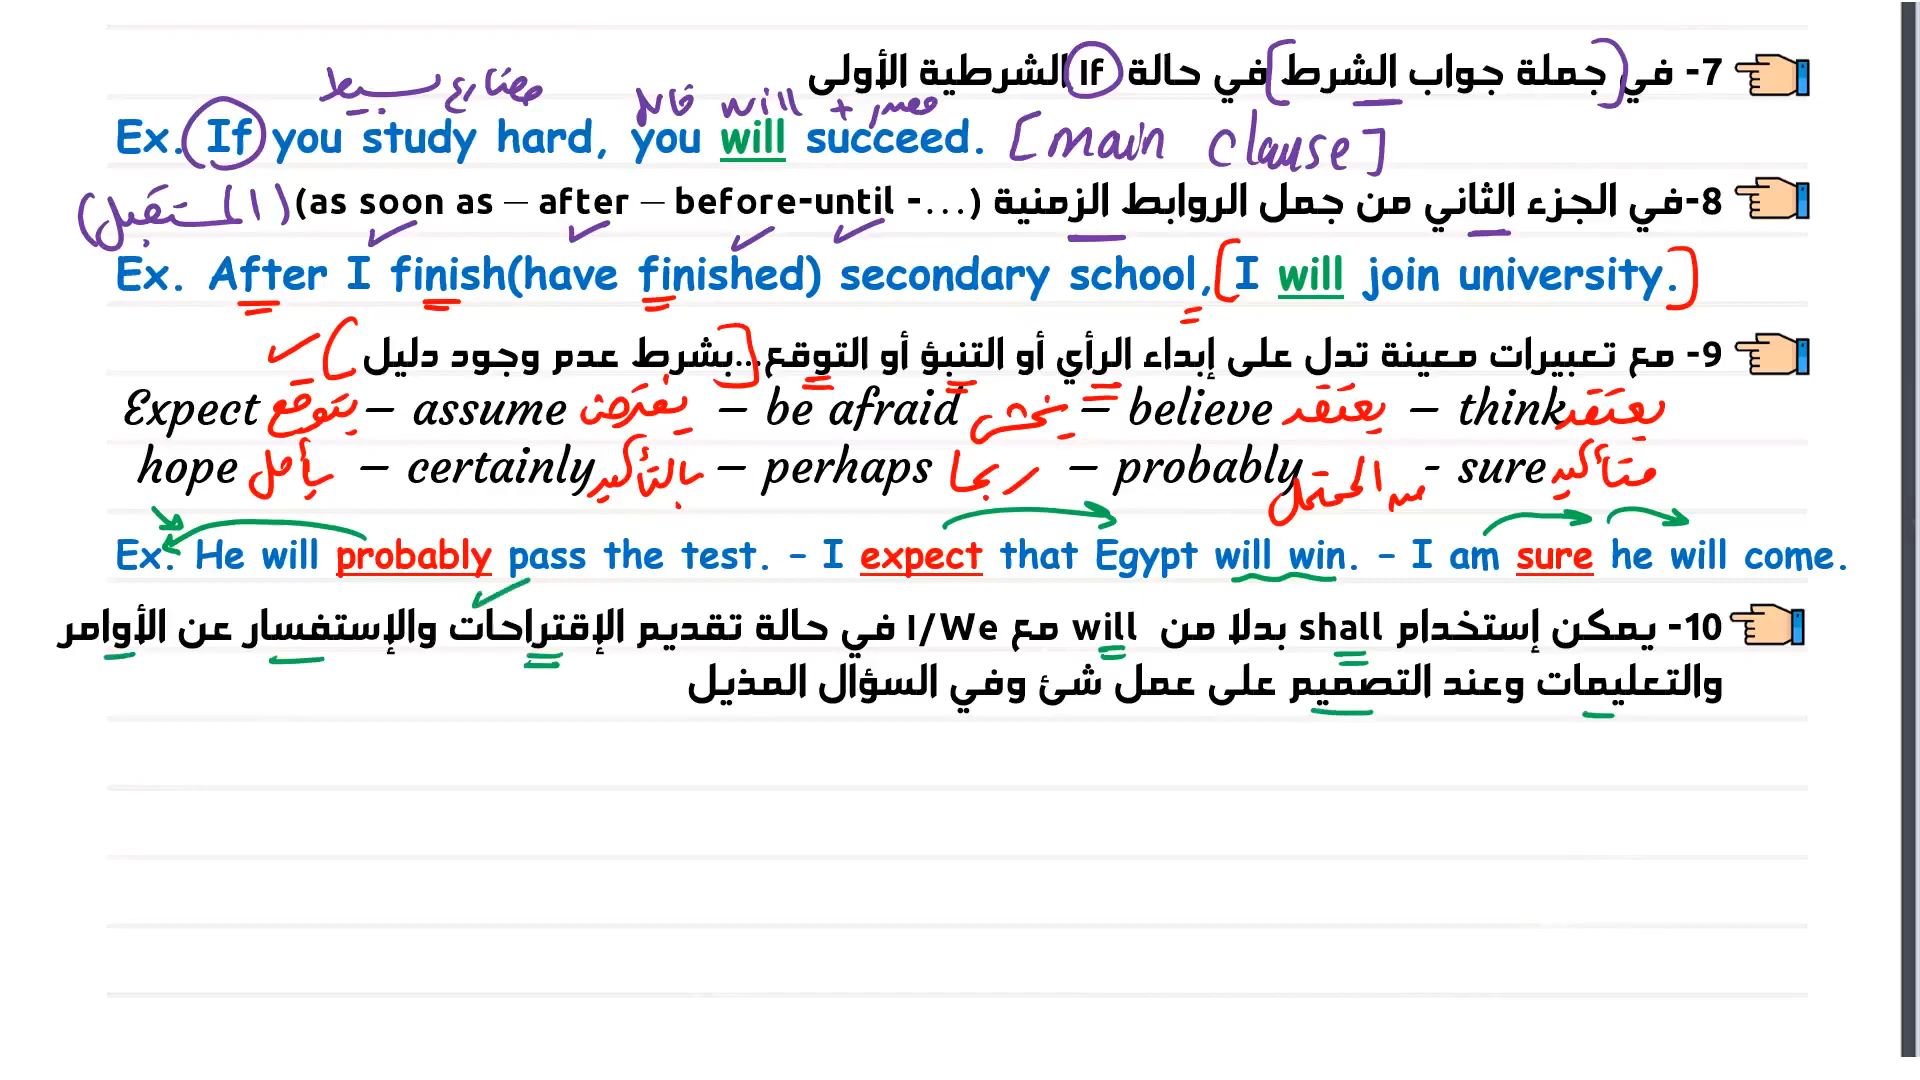 7- في جملة جواب الشرط في حالة If الشرطية الأولى
مضارع بسيط
فاعل will + مصدر
Ex. If you study hard, you will succeed. [main clause]
8-في الجزء الثاني من جمل الروابط الزمنية (as soon as – after – before-until -...) (المستقبل)
Ex. After I finish(have finished) secondary school, [I will join university.]
9- مع تعبيرات معينة تدل على إبداء الرأي أو التنبؤ أو التوقع...بشرط عدم وجود دليل
Expect يتوقع – assume يفترض – be afraid يخشى – believe يعتقد – think يعتقد
hope يأمل – certainly بالتأكيد – perhaps ربما – probably من المحتمل - sure متأكيد
Ex. He will probably pass the test. – I expect that Egypt will win. – I am sure he will come.
10- يمكن إستخدام shall بدلا من will مع I/We في حالة تقديم الإقتراحات والإستفسار عن الأوامر
والتعليمات وعند التصميم على عمل شئ وفي السؤال المذيل